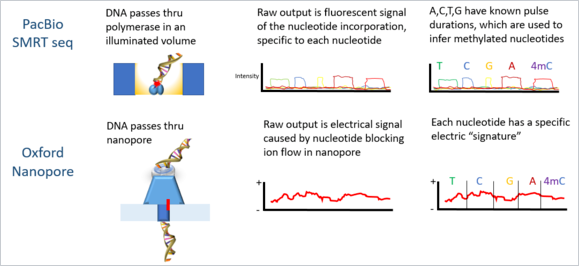 PacBio
SMRT seq
DNA passes thru
polymerase in an
illuminated volume
Raw output is fluorescent signal
of the nucleotide incorporation,
specific to each nucleotide
A,C,T,G have known pulse
durations, which are used to
infer methylated nucleotides
Intensity
T C G A 4mC
Oxford
Nanopore
DNA passes thru
nanopore
Raw output is electrical signal
caused by nucleotide blocking
ion flow in nanopore
Each nucleotide has a specific
electric “signature”
+
-
+
-
T C G A 4mC